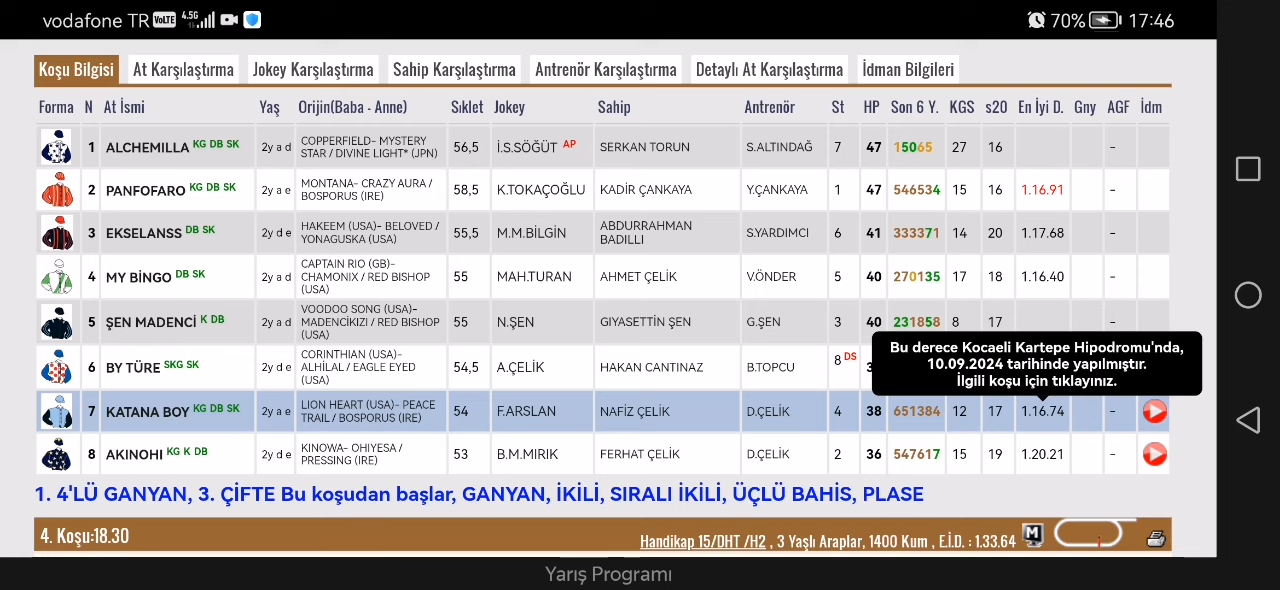 vodafone TR VoLTE 4.5G 70% 17:46
Koşu Bilgisi At Karşılaştırma Jokey Karşılaştırma Sahip Karşılaştırma Antrenör Karşılaştırma Detaylı At Karşılaştırma İdman Bilgileri
Forma N At İsmi Yaş Orijin(Baba - Anne) Sıklet Jokey Sahip Antrenör St HP Son 6 Y. KGS s20 En İyi D. Gny AGF İdm
1 ALCHEMILLA KG DB SK 2y a d COPPERFIELD- MYSTERY STAR / DIVINE LIGHT* (JPN) 56,5 İ.S.SÖĞÜT AP SERKAN TORUN S.ALTINDAĞ 7 47 15065 27 16 -
2 PANFOFARO KG DB SK 2y a e MONTANA- CRAZY AURA / BOSPORUS (IRE) 58,5 K.TOKAÇOĞLU KADİR ÇANKAYA Y.ÇANKAYA 1 47 546534 15 16 1.16.91 -
3 EKSELANSS DB SK 2y d e HAKEEM (USA)- BELOVED / YONAGUSKA (USA) 55,5 M.M.BİLGİN ABDURRAHMAN BADILLI S.YARDIMCI 6 41 333371 14 20 1.17.68 -
4 MY BİNGO DB SK 2y a d CAPTAIN RIO (GB)- CHAMONIX / RED BISHOP (USA) 55 MAH.TURAN AHMET ÇELİK V.ÖNDER 5 40 270135 17 18 1.16.40 -
5 ŞEN MADENCİ K DB 2y a d VOODOO SONG (USA)- MADENCİKIZI / RED BISHOP (USA) 55 N.ŞEN GIYASETTİN ŞEN G.ŞEN 3 40 231858 8 17 -
6 BY TÜRE SKG SK 2y d e CORINTHIAN (USA)- ALHİLAL / EAGLE EYED (USA) 54,5 A.ÇELİK HAKAN CANTINAZ B.TOPCU 8 DS
Bu derece Kocaeli Kartepe Hipodromu'nda,
10.09.2024 tarihinde yapılmıştır.
İlgili koşu için tıklayınız.
7 KATANA BOY KG DB SK 2y a e LION HEART (USA)- PEACE TRAIL / BOSPORUS (IRE) 54 F.ARSLAN NAFİZ ÇELİK D.ÇELİK 4 38 651384 12 17 1.16.74 -
8 AKINOHI KG K DB 2y d e KINOWA- OHIYESA / PRESSING (IRE) 53 B.M.MIRIK FERHAT ÇELİK D.ÇELİK 2 36 547617 15 19 1.20.21 -
1. 4'LÜ GANYAN, 3. ÇİFTE Bu koşudan başlar, GANYAN, İKİLİ, SIRALI İKİLİ, ÜÇLÜ BAHİS, PLASE
4. Koşu:18.30 Handikap 15/DHT /H2 , 3 Yaşlı Araplar, 1400 Kum , E.İ.D. : 1.33.64 M
Yarış Programı